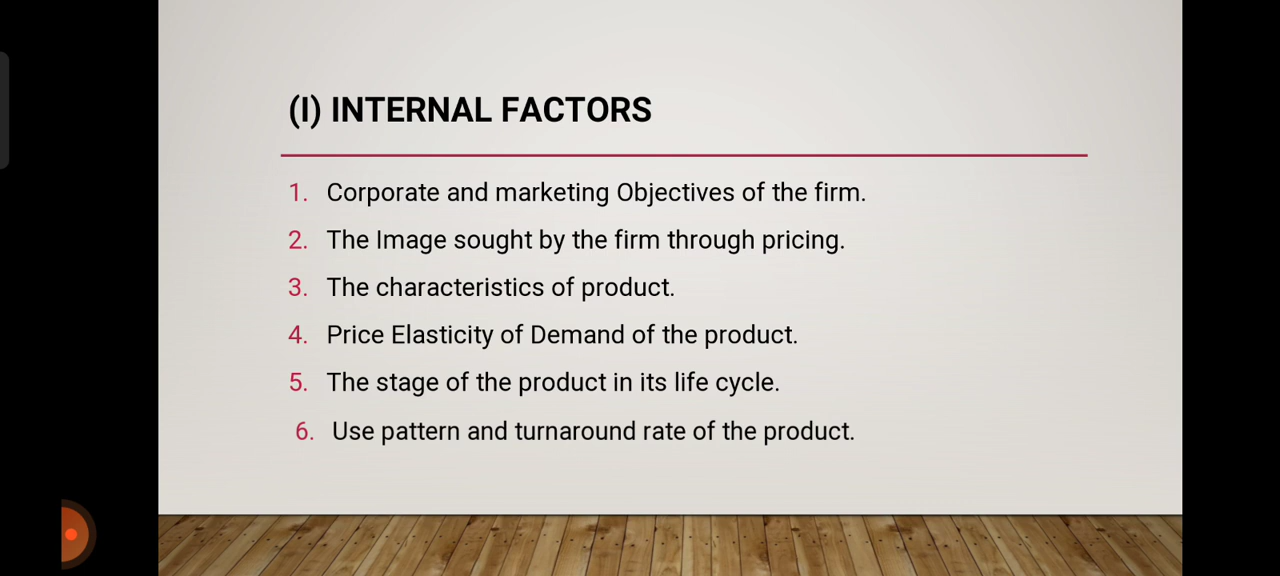 (I) INTERNAL FACTORS
1. Corporate and marketing Objectives of the firm.
2. The Image sought by the firm through pricing.
3. The characteristics of product.
4. Price Elasticity of Demand of the product.
5. The stage of the product in its life cycle.
6. Use pattern and turnaround rate of the product.